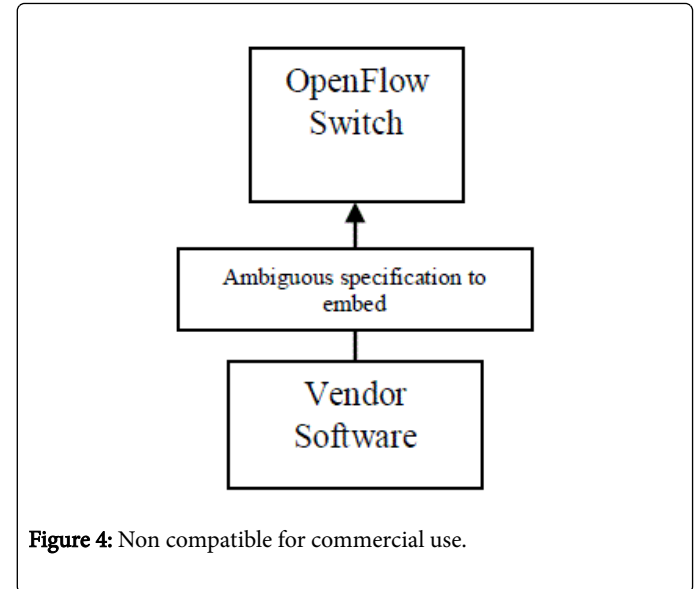 OpenFlow
Switch
Ambiguous specification to
embed
Vendor
Software
Figure 4: Non compatible for commercial use.